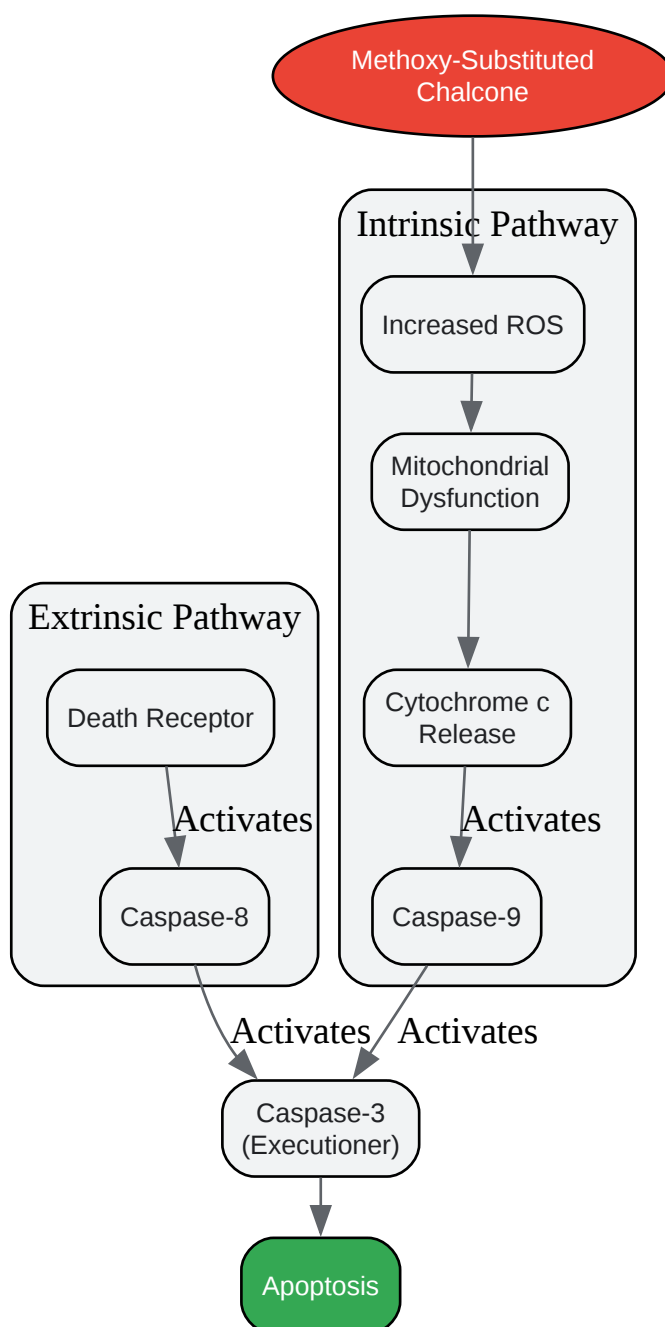 Methoxy-Substituted
Chalcone
Intrinsic Pathway
Increased ROS
Mitochondrial
Dysfunction
Extrinsic Pathway
Death Receptor
Cytochrome c
Release
Activates
Activates
Caspase-8
Caspase-9
Activates
Activates
Caspase-3
(Executioner)
Apoptosis